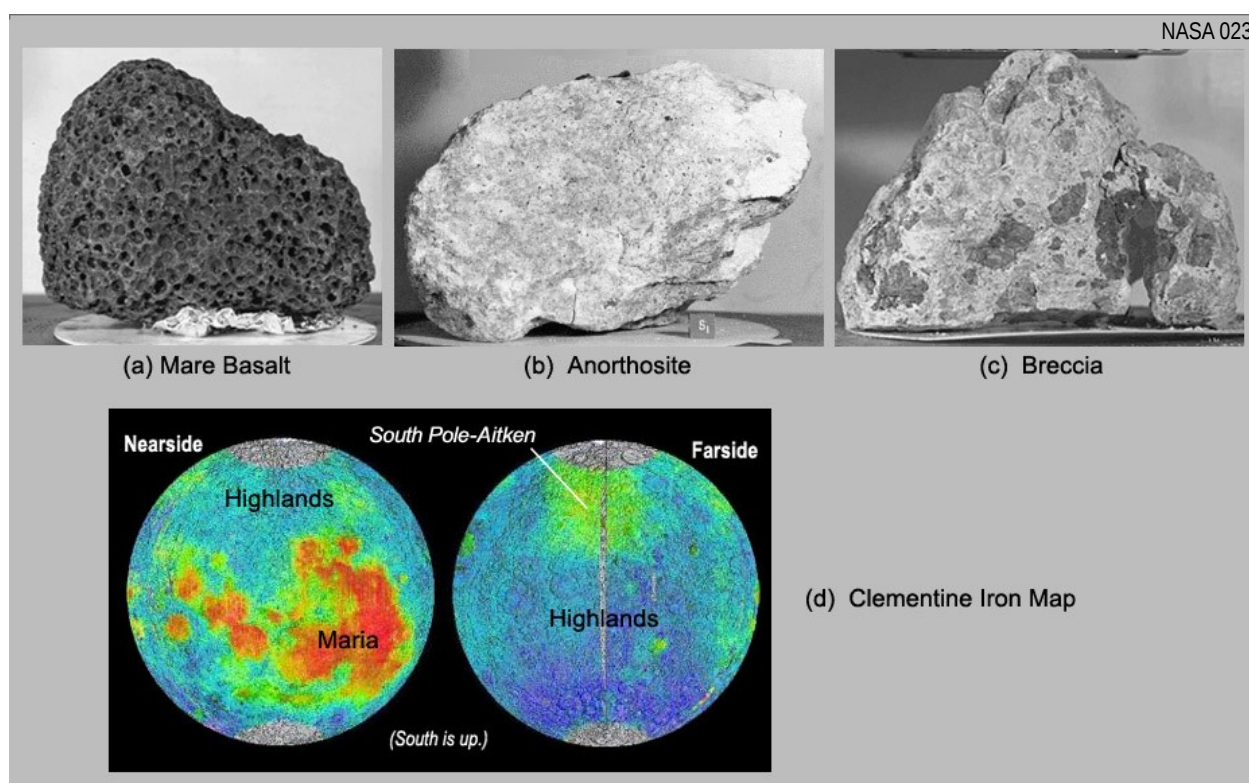 NASA 023
S₁
(a) Mare Basalt
(b) Anorthosite
(c) Breccia
Nearside
South Pole-Aitken
Farside
Highlands
Highlands
Maria
(d) Clementine Iron Map
(South is up.)